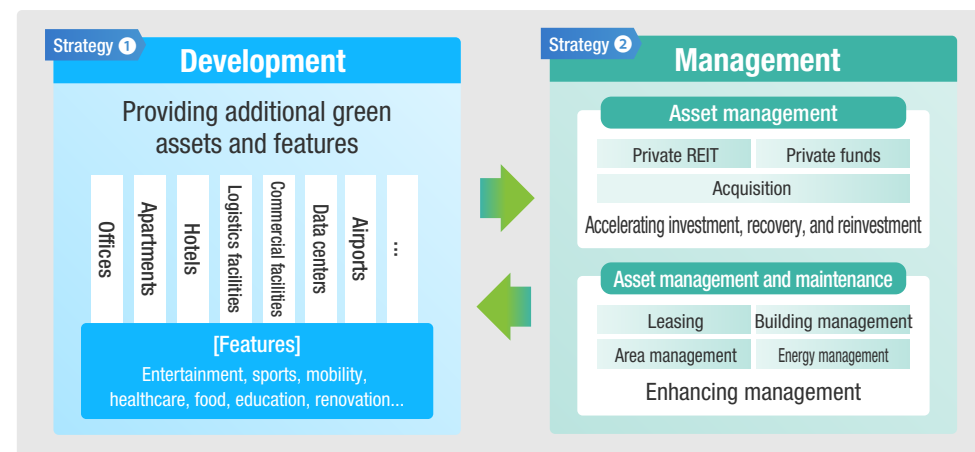 Strategy ❶
Development
Providing additional green
assets and features
Offices
Apartments
Hotels
Logistics facilities
Commercial facilities
Data centers
Airports
...
[Features]
Entertainment, sports, mobility,
healthcare, food, education, renovation...
Strategy ❷
Management
Asset management
Private REIT
Private funds
Acquisition
Accelerating investment, recovery, and reinvestment
Asset management and maintenance
Leasing
Building management
Area management
Energy management
Enhancing management